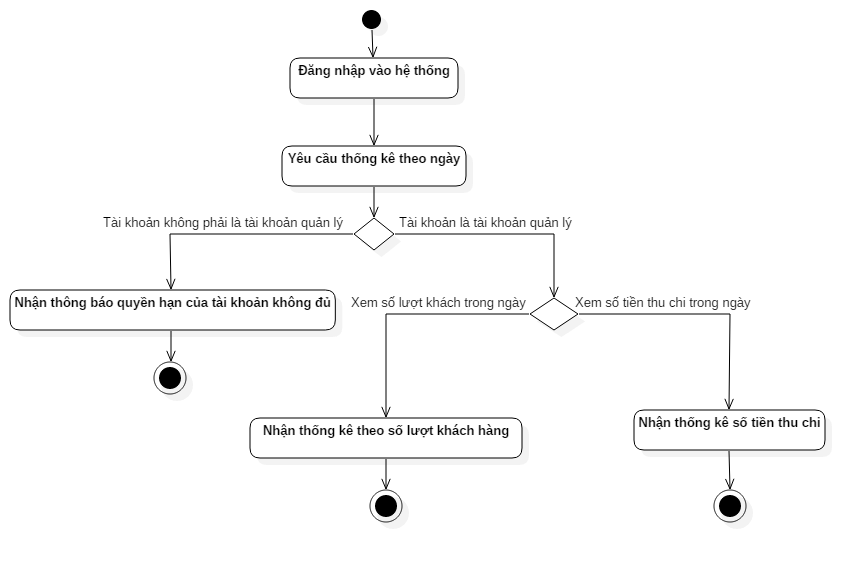 Đăng nhập vào hệ thống
Yêu cầu thống kê theo ngày
Tài khoản không phải là tài khoản quản lý
Tài khoản là tài khoản quản lý
Nhận thông báo quyền hạn của tài khoản không đủ
Xem số lượt khách trong ngày
Xem số tiền thu chi trong ngày
Nhận thống kê theo số lượt khách hàng
Nhận thống kê số tiền thu chi